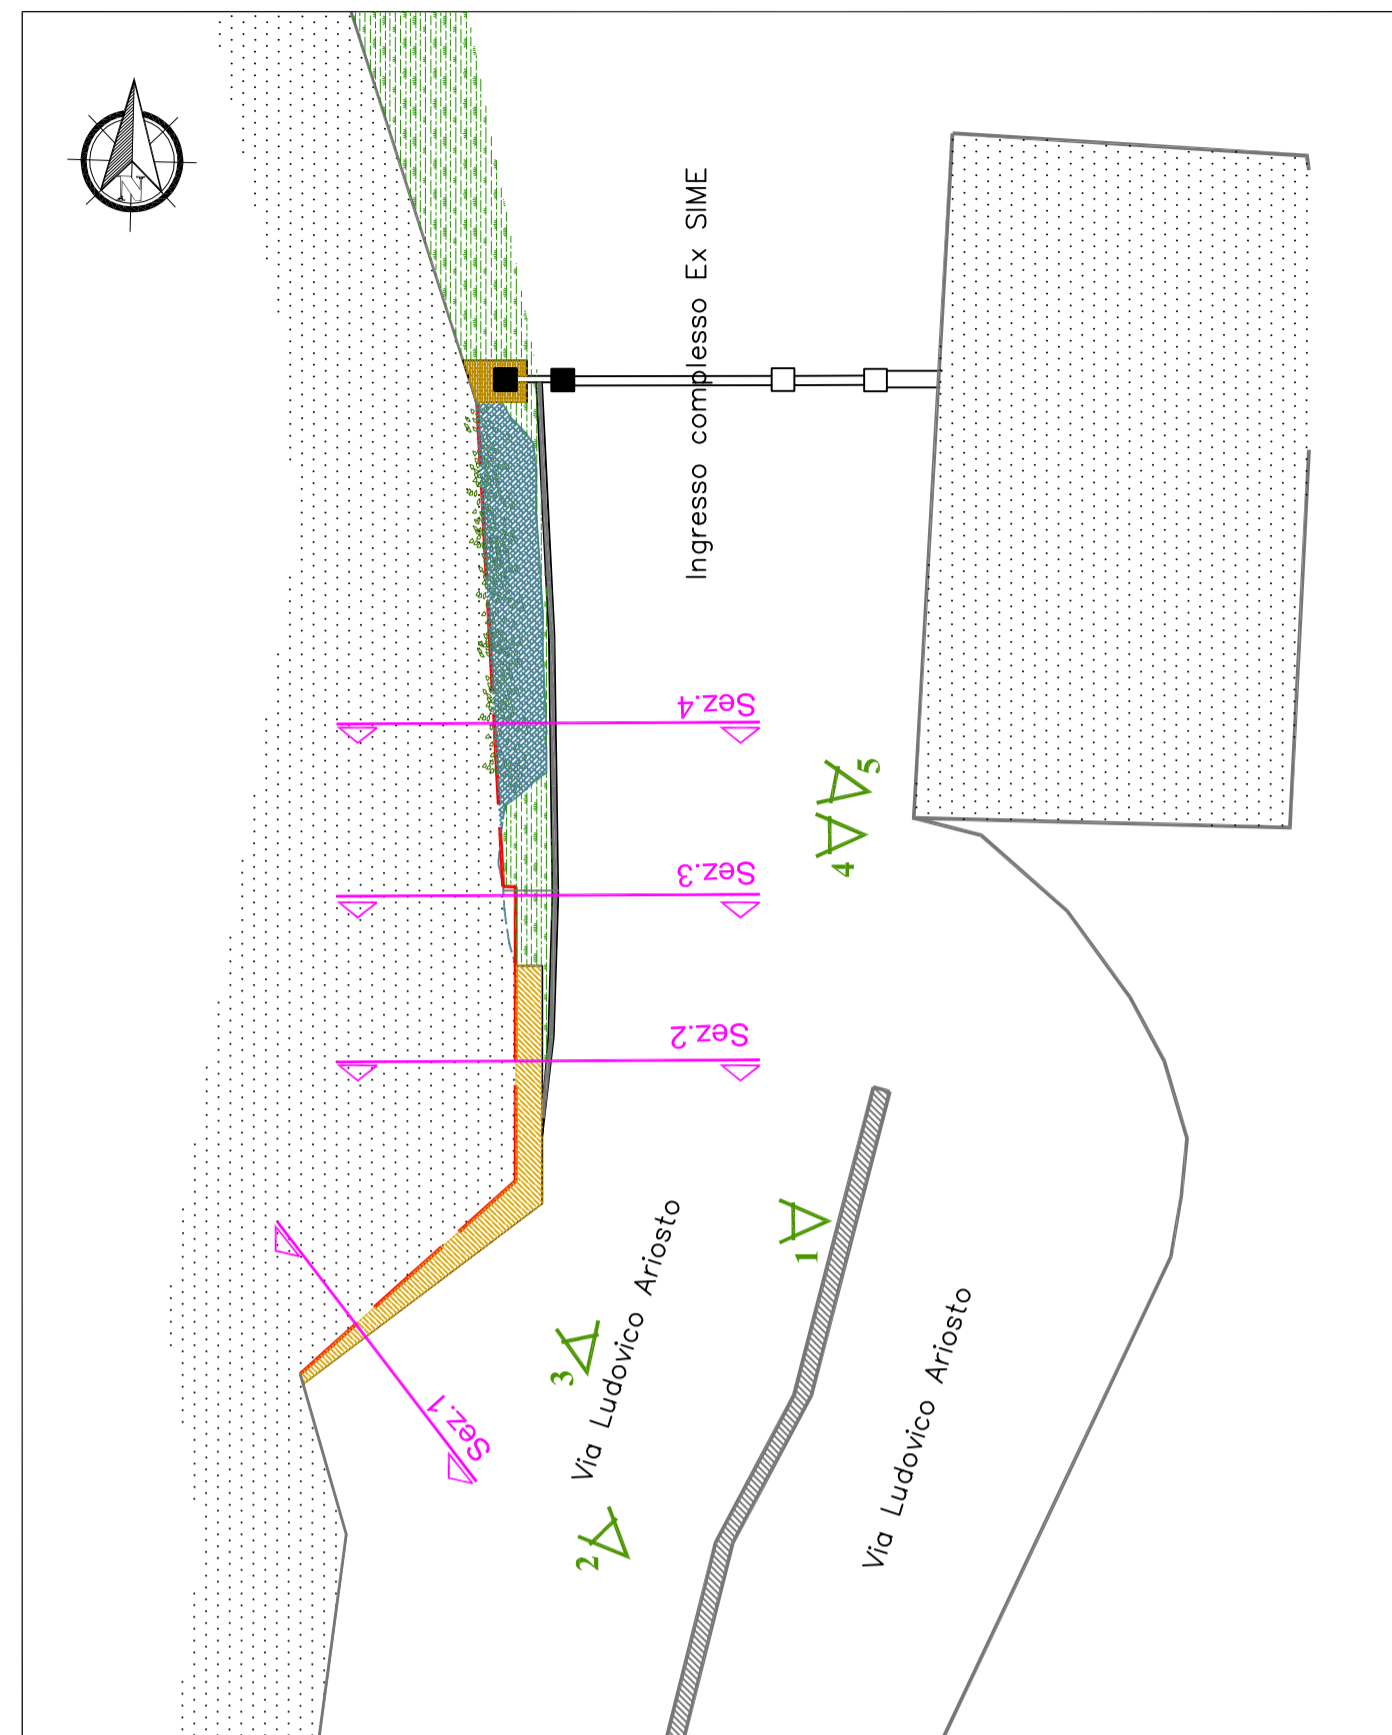 N
Ingresso complesso Ex SIME
Sez.4
5
4
Sez.3
Sez.2
1
Via Ludovico Ariosto
3
Via Ludovico Ariosto
Sez.1
2